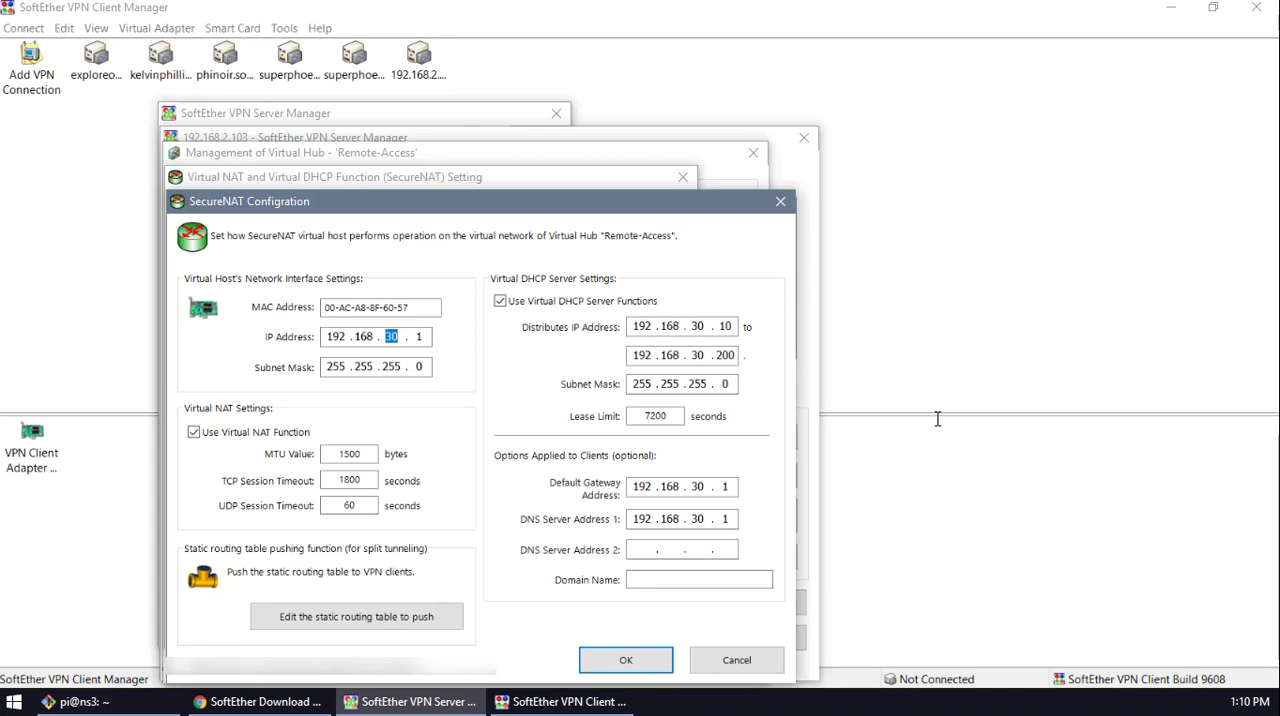 SoftEther VPN Client Manager
Connect Edit View Virtual Adapter Smart Card Tools Help
Add VPN Connection
exploreo...
kelvinphilli...
phinoir.so...
superphoe...
superphoe...
192.168.2....
SoftEther VPN Server Manager
192.168.2.103 - SoftEther VPN Server Manager
Management of Virtual Hub - 'Remote-Access'
Virtual NAT and Virtual DHCP Function (SecureNAT) Setting
SecureNAT Configration
Set how SecureNAT virtual host performs operation on the virtual network of Virtual Hub "Remote-Access".
Virtual Host's Network Interface Settings:
MAC Address: 00-AC-A8-8F-60-57
IP Address: 192 . 168 . 30 . 1
Subnet Mask: 255 . 255 . 255 . 0
Virtual NAT Settings:
Use Virtual NAT Function
MTU Value: 1500 bytes
TCP Session Timeout: 1800 seconds
UDP Session Timeout: 60 seconds
Static routing table pushing function (for split tunneling)
Push the static routing table to VPN clients.
Edit the static routing table to push
Virtual DHCP Server Settings:
Use Virtual DHCP Server Functions
Distributes IP Address: 192 . 168 . 30 . 10 to
192 . 168 . 30 . 200 .
Subnet Mask: 255 . 255 . 255 . 0
Lease Limit: 7200 seconds
Options Applied to Clients (optional):
Default Gateway Address: 192 . 168 . 30 . 1
DNS Server Address 1: 192 . 168 . 30 . 1
DNS Server Address 2: . . .
Domain Name:
OK Cancel
VPN Client Adapter ...
SoftEther VPN Client Manager
Not Connected
SoftEther VPN Client Build 9608
pi@ns3: ~
SoftEther Download ...
SoftEther VPN Server ...
SoftEther VPN Client ...
1:10 PM